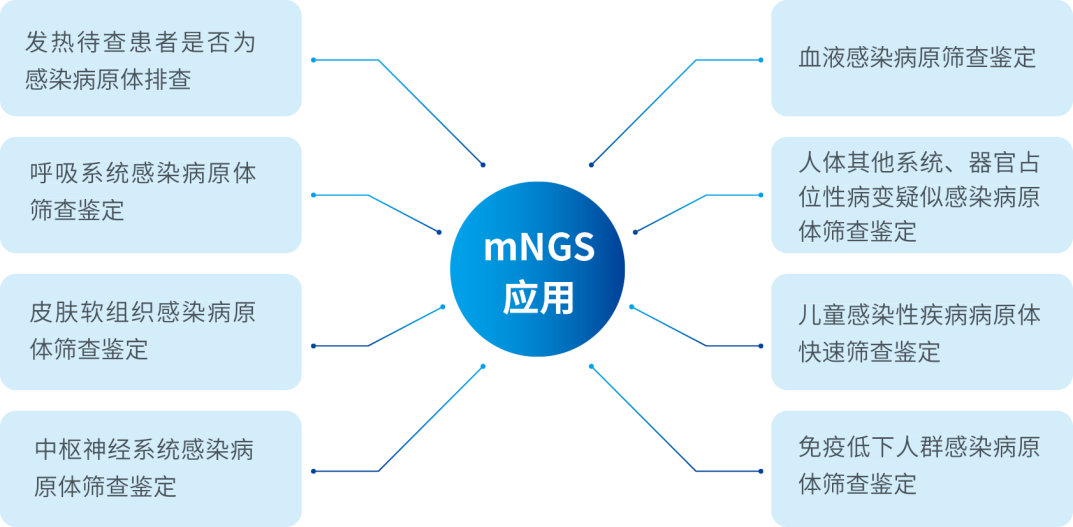 发热待查患者是否为
感染病原体排查
呼吸系统感染病原体
筛查鉴定
皮肤软组织感染病原
体筛查鉴定
中枢神经系统感染病
原体筛查鉴定
mNGS
应用
血液感染病原筛查鉴定
人体其他系统、器官占
位性病变疑似感染病原
体筛查鉴定
儿童感染性疾病病原体
快速筛查鉴定
免疫低下人群感染病原
体筛查鉴定